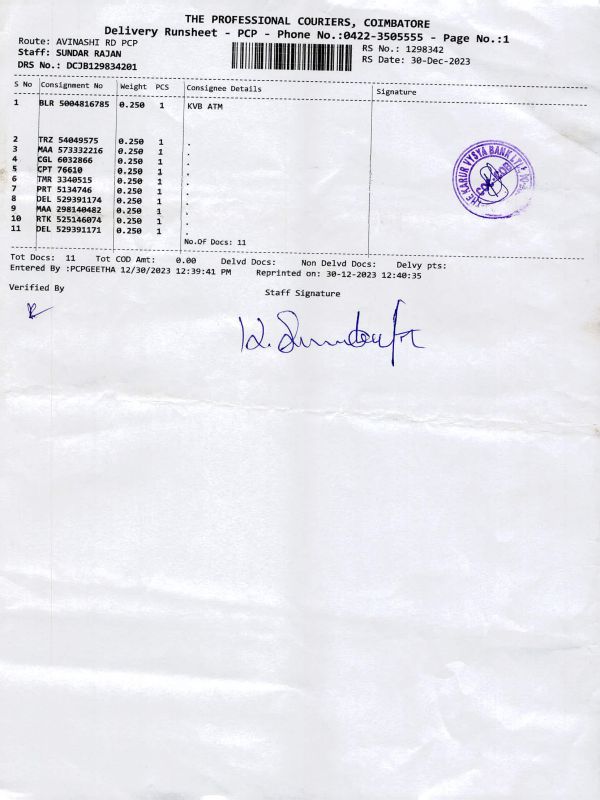 THE PROFESSIONAL COURIERS, COIMBATORE
Delivery Runsheet - PCP - Phone No.:0422-3505555 - Page No.:1
Route: AVINASHI RD PCP
RS No.: 1298342
Staff: SUNDAR RAJAN
RS Date: 30-Dec-2023
DRS No.: DCJB129834201
S No Consignment No Weight PCS Consignee Details Signature
1 BLR 5004816785 0.250 1 KVB ATM
2 TRZ 54049575 0.250 1 .
3 MAA 573332216 0.250 1 .
4 CGL 6032866 0.250 1 .
5 CPT 76610 0.250 1 .
6 TMR 3340515 0.250 1 .
7 PRT 5134746 0.250 1 .
8 DEL 529391174 0.250 1 .
9 MAA 298140482 0.250 1 .
10 RTK 525146074 0.250 1 .
11 DEL 529391171 0.250 1 .
THE KARUR VYSYA BANK LTD
No.Of Docs: 11
Tot Docs: 11 Tot COD Amt: 0.00 Delvd Docs: Non Delvd Docs: Delvy pts:
Entered By :PCPGEETHA 12/30/2023 12:39:41 PM Reprinted on: 30-12-2023 12:40:35
Verified By
Staff Signature